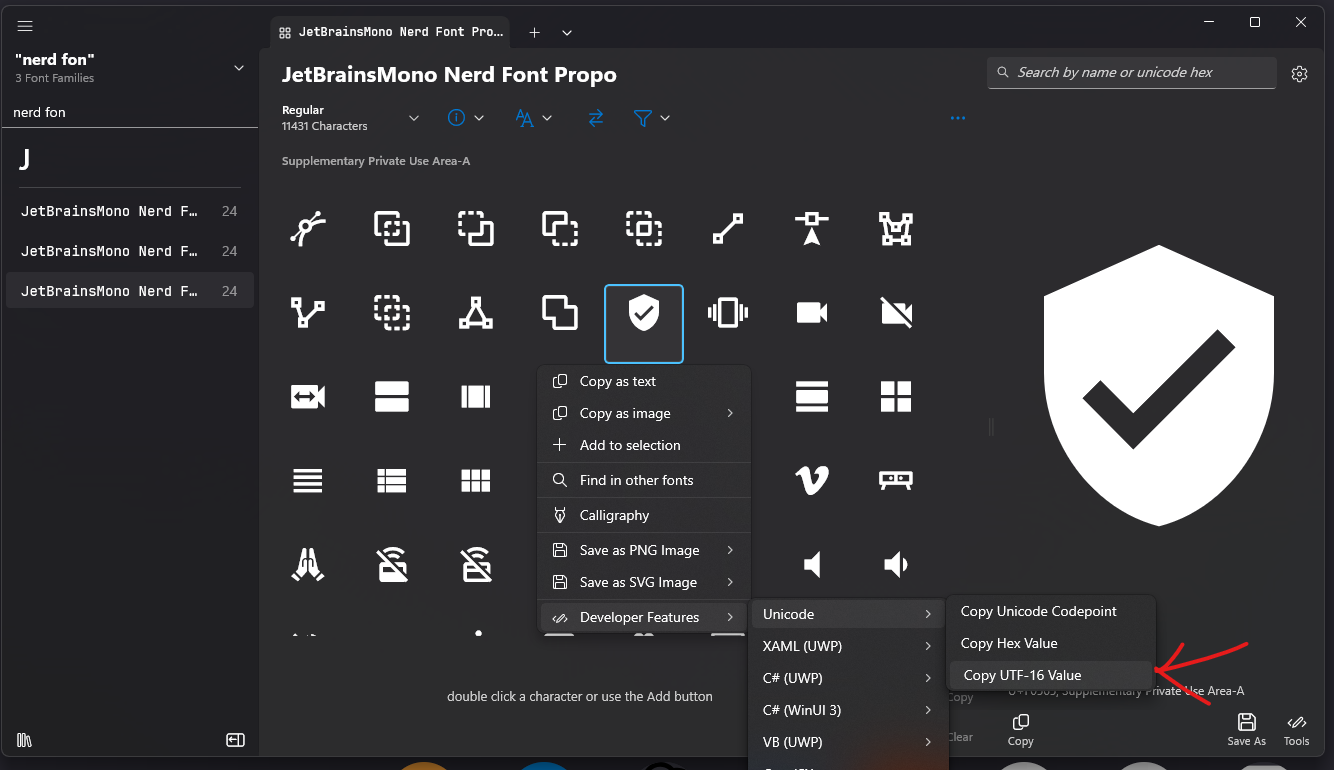 JetBrainsMono Nerd Font Pro...
"nerd fon"
3 Font Families
nerd fon
J
JetBrainsMono Nerd F... 24
JetBrainsMono Nerd F... 24
JetBrainsMono Nerd F... 24
JetBrainsMono Nerd Font Propo
Search by name or unicode hex
Regular
11431 Characters
Supplementary Private Use Area-A
Copy as text
Copy as image
Add to selection
Find in other fonts
Calligraphy
Save as PNG Image
Save as SVG Image
Developer Features
Unicode
XAML (UWP)
C# (UWP)
C# (WinUI 3)
VB (UWP)
Copy Unicode Codepoint
Copy Hex Value
Copy UTF-16 Value
double click a character or use the Add button
Supplementary Private Use Area-A
Copy
Clear
Copy
Save As
Tools